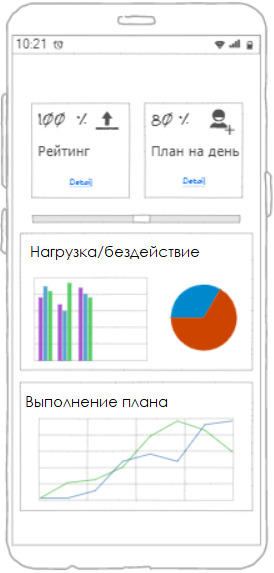 10:21
100 %
80 %
Рейтинг
План на день
Detail
Detail
Нагрузка/бездействие
Выполнение плана